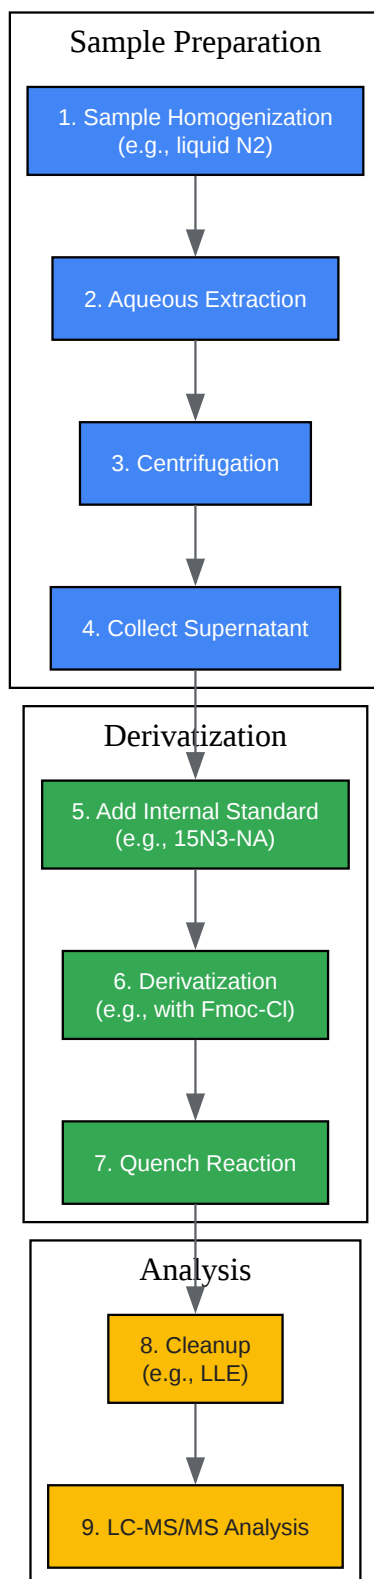 Sample Preparation
1. Sample Homogenization
(e.g., liquid N2)
2. Aqueous Extraction
3. Centrifugation
4. Collect Supernatant
Derivatization
5. Add Internal Standard
(e.g., 15N3-NA)
6. Derivatization
(e.g., with Fmoc-Cl)
7. Quench Reaction
Analysis
8. Cleanup
(e.g., LLE)
9. LC-MS/MS Analysis